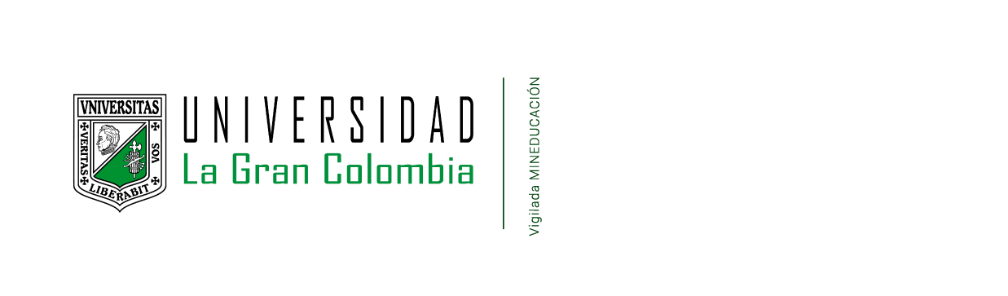 VNIVERSITAS
VERITAS
LIBERABIT
VOS
UNIVERSIDAD
La Gran Colombia
Vigilada MINEDUCACIÓN